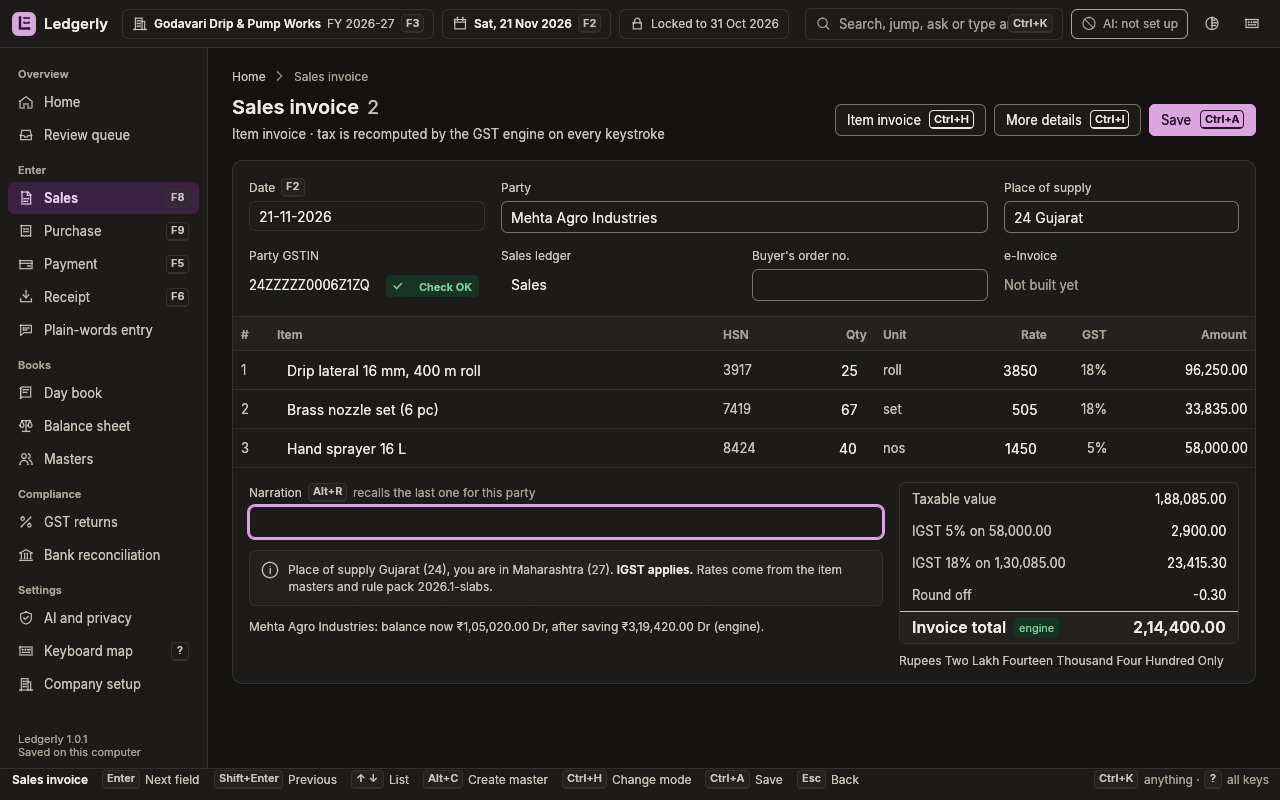 Ledgerly
Godavari Drip & Pump Works FY 2026-27 F3
Sat, 21 Nov 2026 F2
Locked to 31 Oct 2026
Search, jump, ask or type a Ctrl+K
AI: not set up
Overview
Home
Review queue
Enter
Sales F8
Purchase F9
Payment F5
Receipt F6
Plain-words entry
Books
Day book
Balance sheet
Masters
Compliance
GST returns
Bank reconciliation
Settings
AI and privacy
Keyboard map ?
Company setup
Ledgerly 1.0.1
Saved on this computer
Home > Sales invoice
Sales invoice 2
Item invoice · tax is recomputed by the GST engine on every keystroke
Item invoice Ctrl+H
More details Ctrl+I
Save Ctrl+A
Date F2 Party Place of supply
21-11-2026 Mehta Agro Industries 24 Gujarat
Party GSTIN Sales ledger Buyer's order no. e-Invoice
24ZZZZZ0006Z1ZQ ✓ Check OK Sales Not built yet
# Item HSN Qty Unit Rate GST Amount
1 Drip lateral 16 mm, 400 m roll 3917 25 roll 3850 18% 96,250.00
2 Brass nozzle set (6 pc) 7419 67 set 505 18% 33,835.00
3 Hand sprayer 16 L 8424 40 nos 1450 5% 58,000.00
Narration Alt+R recalls the last one for this party
Place of supply Gujarat (24), you are in Maharashtra (27). IGST applies. Rates come from the item
masters and rule pack 2026.1-slabs.
Mehta Agro Industries: balance now ₹1,05,020.00 Dr, after saving ₹3,19,420.00 Dr (engine).
Taxable value 1,88,085.00
IGST 5% on 58,000.00 2,900.00
IGST 18% on 1,30,085.00 23,415.30
Round off -0.30
Invoice total engine 2,14,400.00
Rupees Two Lakh Fourteen Thousand Four Hundred Only
Sales invoice Enter Next field Shift+Enter Previous ↑ ↓ List Alt+C Create master Ctrl+H Change mode Ctrl+A Save Esc Back Ctrl+K anything · ? all keys